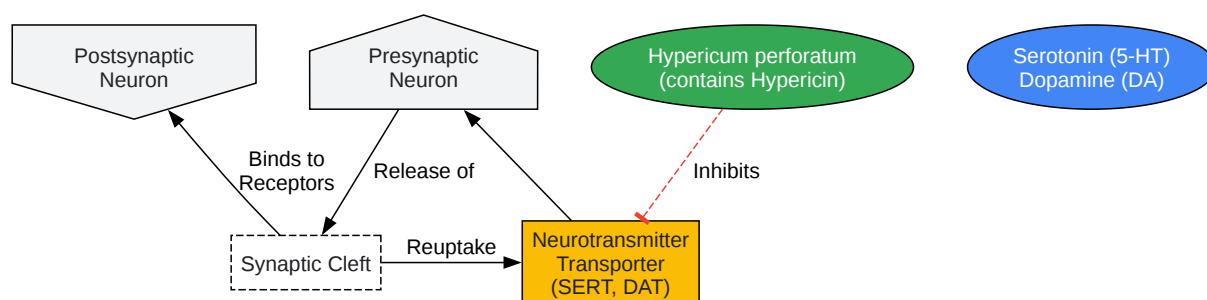 Postsynaptic
Neuron
Presynaptic
Neuron
Hypericum perforatum
(contains Hypericin)
Serotonin (5-HT)
Dopamine (DA)
Binds to
Receptors
Release of
Inhibits
Synaptic Cleft
Reuptake
Neurotransmitter
Transporter
(SERT, DAT)